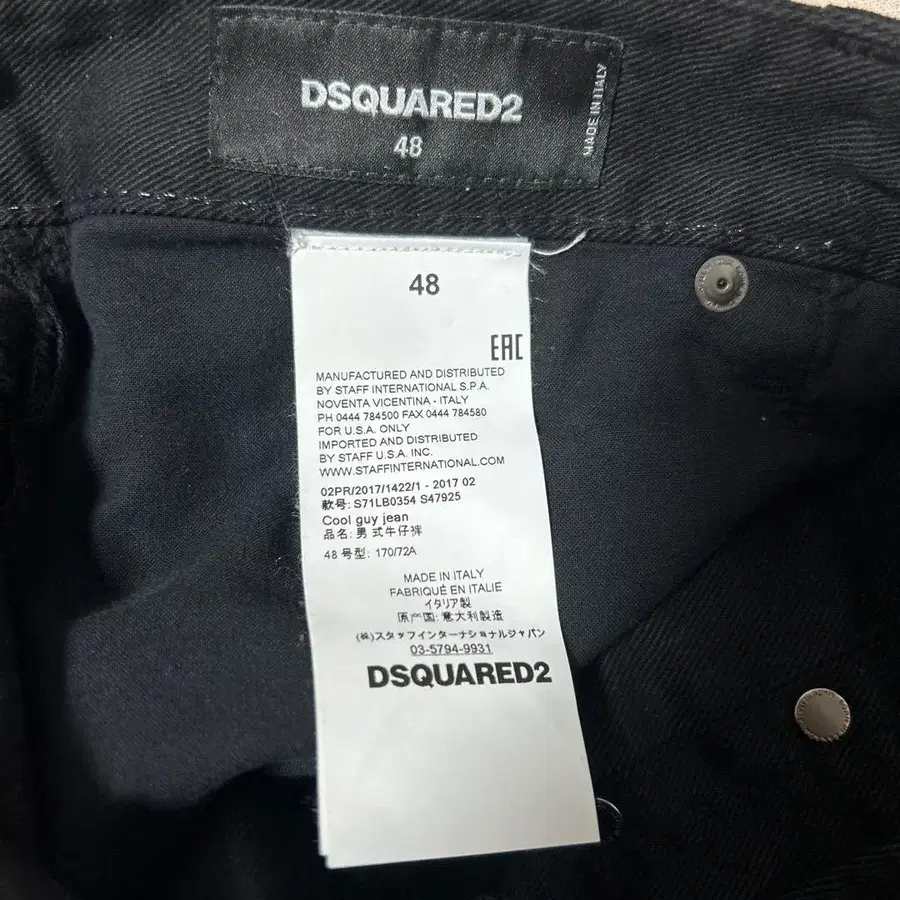 DSQUARED2
48
MADE IN ITALY
48
EAC
MANUFACTURED AND DISTRIBUTED
BY STAFF INTERNATIONAL S.P.A.
NOVENTA VICENTINA - ITALY
PH 0444 784500 FAX 0444 784580
FOR U.S.A. ONLY
IMPORTED AND DISTRIBUTED
BY STAFF U.S.A. INC.
WWW.STAFFINTERNATIONAL.COM
02PR/2017/1422/1 - 2017 02
款号: S71LB0354 S47925
Cool guy jean
品名: 男 式牛仔裤
48 号型: 170/72A
MADE IN ITALY
FABRIQUÉ EN ITALIE
イタリア製
原产国: 意大利製造
(株)スタッフインターナショナルジャパン
03-5794-9931
DSQUARED2